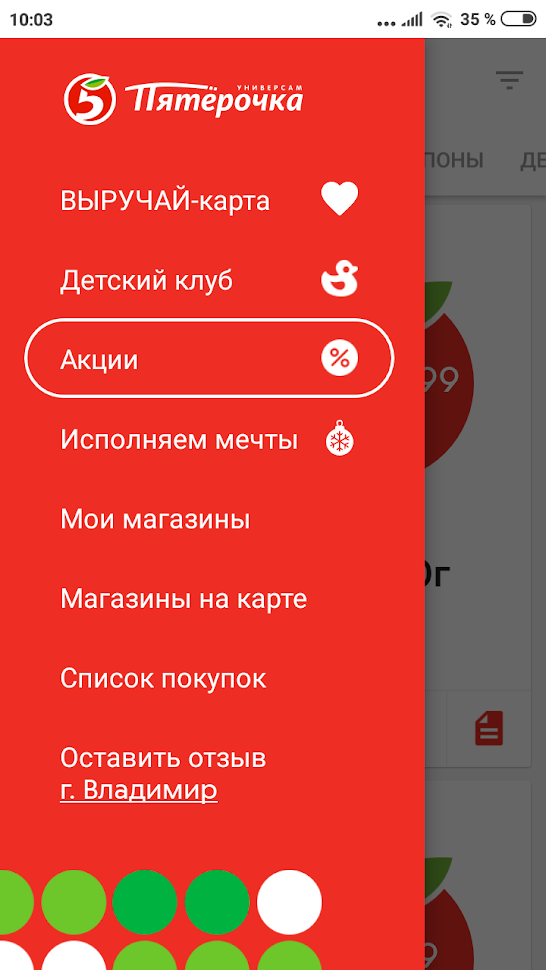 10:03
35 %
УНИВЕРСАМ
5 Пятёрочка
ПОНЫ
ДЕ
ВЫРУЧАЙ-карта
Детский клуб
Акции
%
99
Исполняем мечты
Мои магазины
г
Магазины на карте
Список покупок
Оставить отзыв
г. Владимир
9